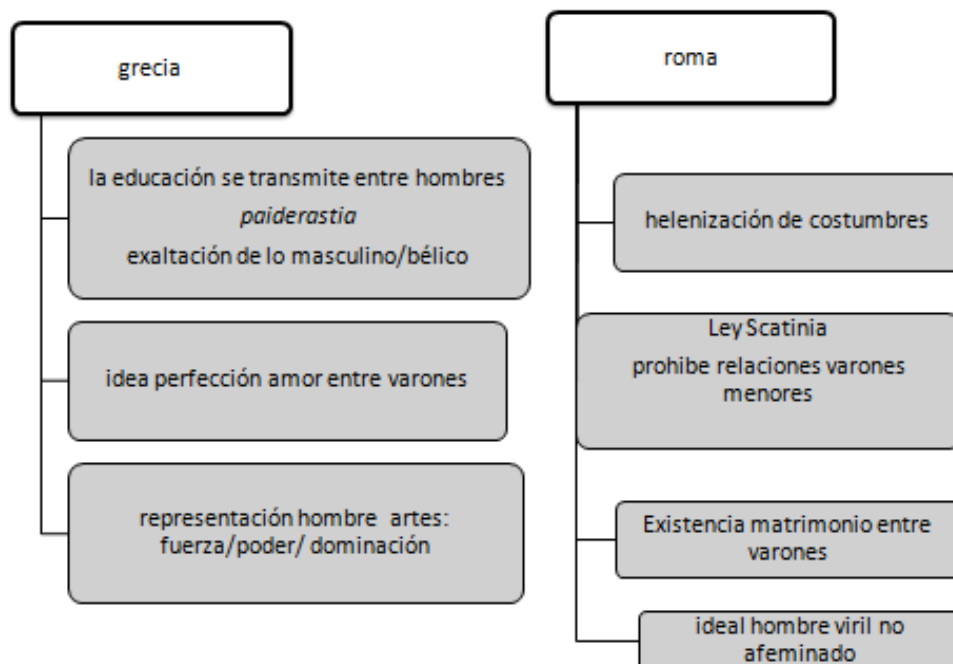 grecia
la educación se transmite entre hombres
paiderastia
exaltación de lo masculino/bélico
idea perfección amor entre varones
representación hombre artes:
fuerza/poder/ dominación
roma
helenización de costumbres
Ley Scatinia
prohibe relaciones varones
menores
Existencia matrimonio entre
varones
ideal hombre viril no
afeminado